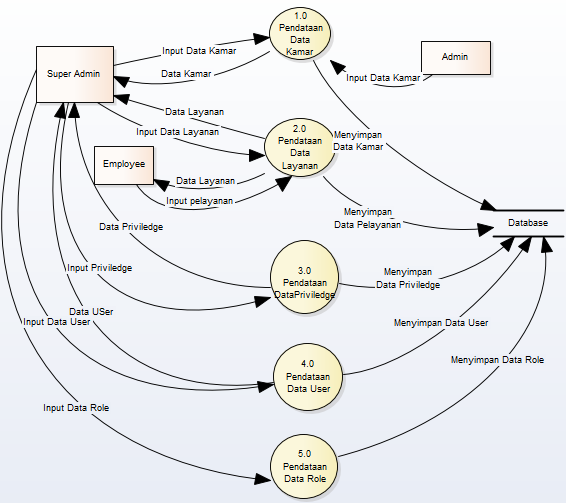 1.0
Pendataan
Data
Kamar
Input Data Kamar
Super Admin
Data Kamar
Admin
Input Data Kamar
Data Layanan
Input Data Layanan
2.0
Pendataan
Data
Layanan
Menyimpan
Data Kamar
Employee
Data Layanan
Input pelayanan
Menyimpan
Data Pelayanan
Database
Data Priviledge
Input Priviledge
3.0
Pendataan
DataPriviledge
Menyimpan
Data Priviledge
Data USer
Input Data User
Menyimpan Data User
4.0
Pendataan
Data User
Menyimpan Data Role
Input Data Role
5.0
Pendataan
Data Role